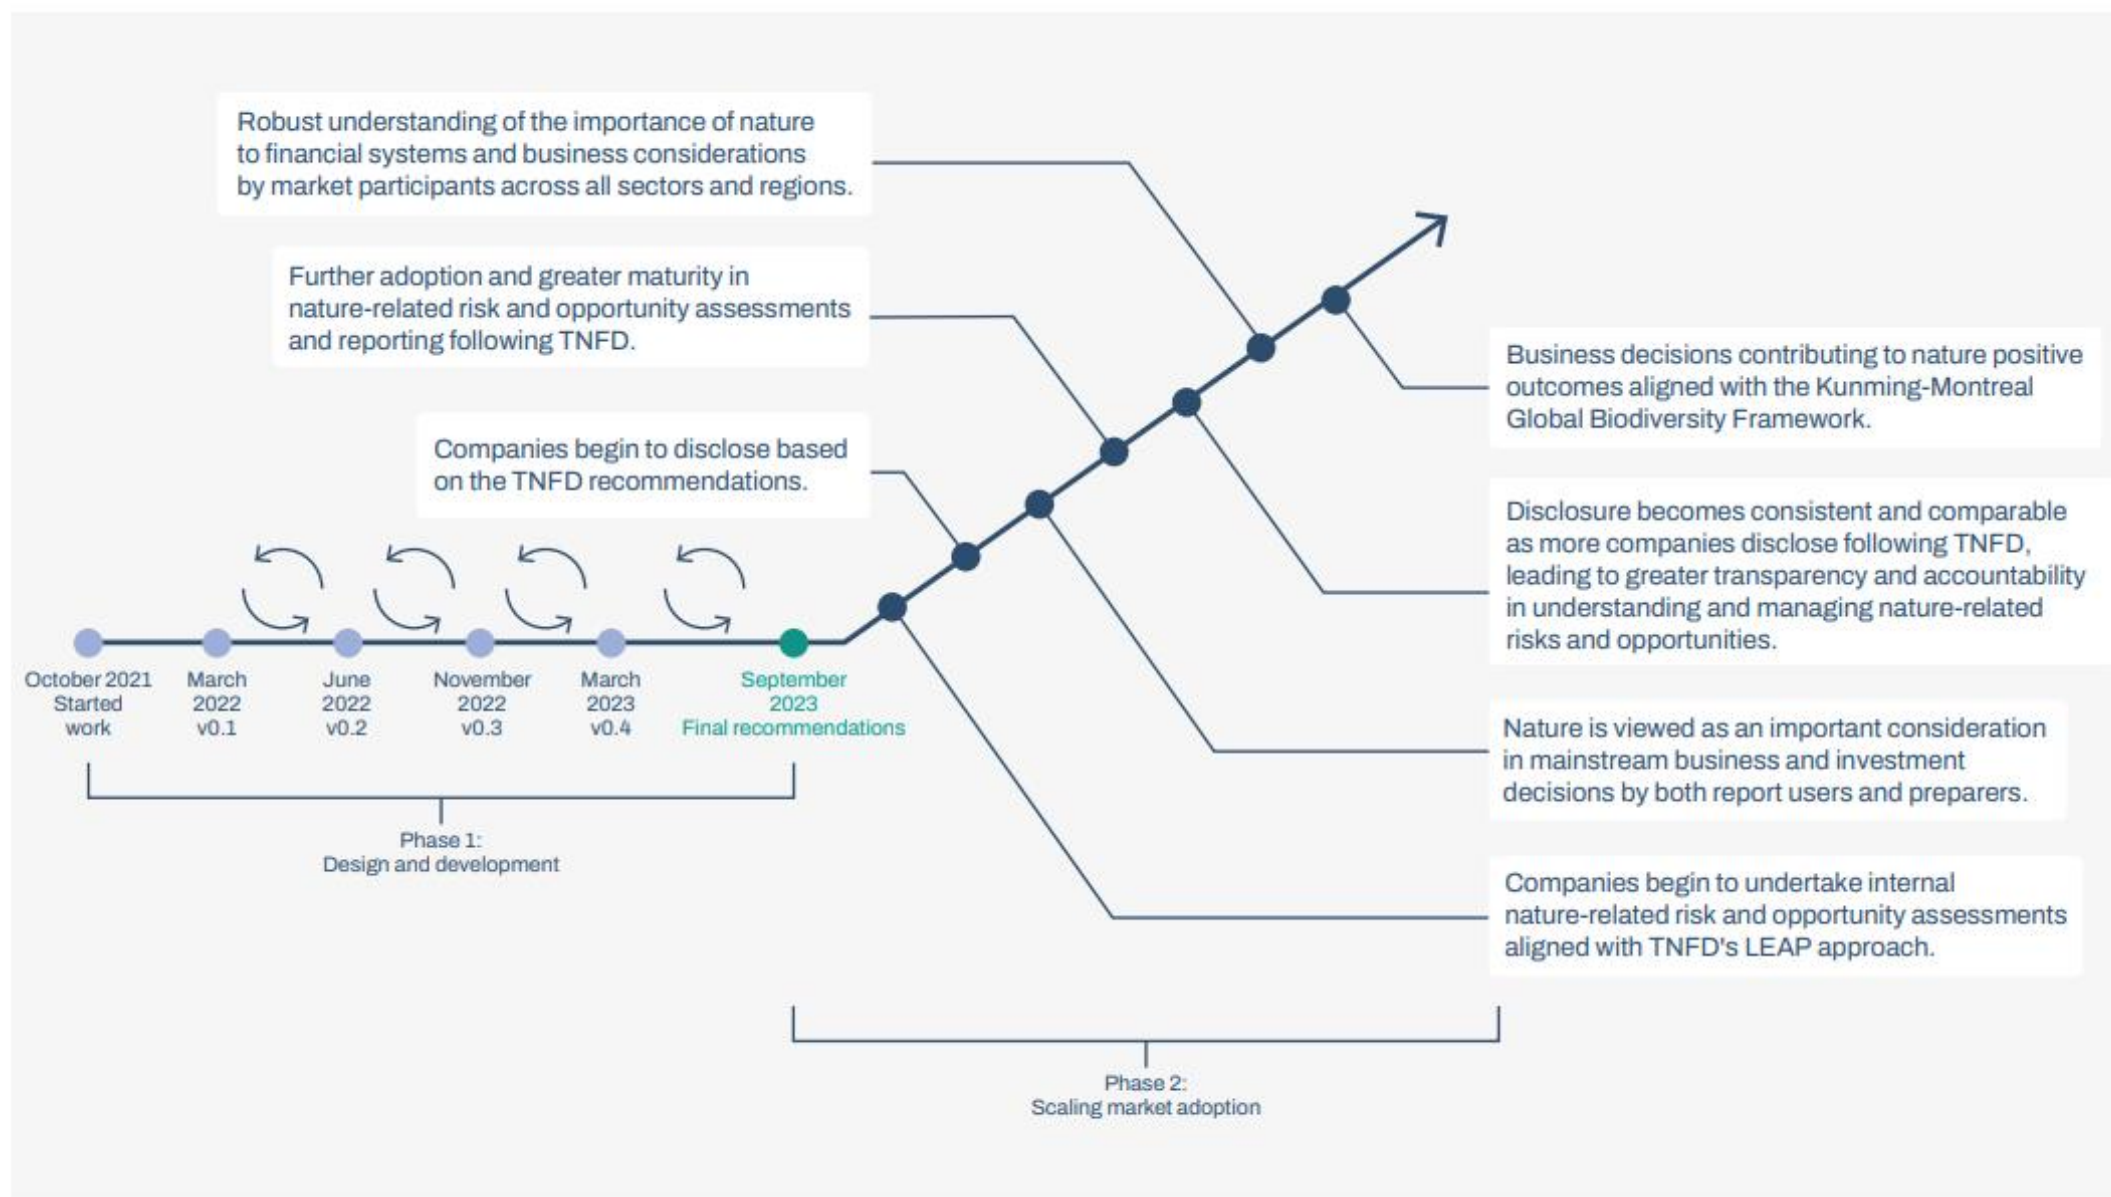 Robust understanding of the importance of nature
to financial systems and business considerations
by market participants across all sectors and regions.
Further adoption and greater maturity in
nature-related risk and opportunity assessments
and reporting following TNFD.
Companies begin to disclose based
on the TNFD recommendations.
October 2021
Started
work
March
2022
v0.1
June
2022
v0.2
November
2022
v0.3
March
2023
v0.4
September
2023
Final recommendations
Phase 1:
Design and development
Business decisions contributing to nature positive
outcomes aligned with the Kunming-Montreal
Global Biodiversity Framework.
Disclosure becomes consistent and comparable
as more companies disclose following TNFD,
leading to greater transparency and accountability
in understanding and managing nature-related
risks and opportunities.
Nature is viewed as an important consideration
in mainstream business and investment
decisions by both report users and preparers.
Companies begin to undertake internal
nature-related risk and opportunity assessments
aligned with TNFD's LEAP approach.
Phase 2:
Scaling market adoption